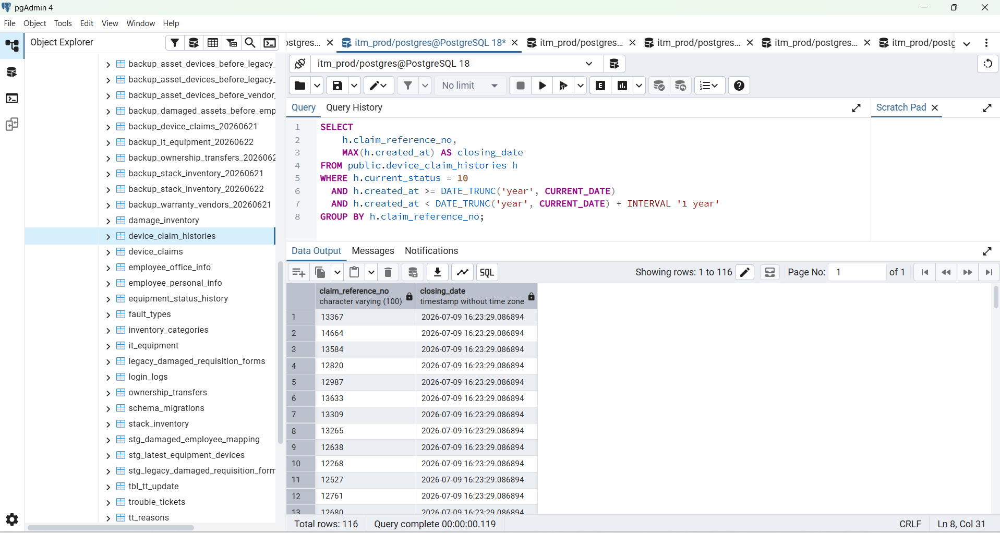 pgAdmin 4
File Object Tools Edit View Window Help
Object Explorer
ostgres...
itm_prod/postgres@PostgreSQL 18*
itm_prod/postgres...
itm_prod/postgres...
itm_prod/postgres...
itm_prod/postg
itm_prod/postgres@PostgreSQL 18
No limit
E
backup_asset_devices_before_legacy_
backup_asset_devices_before_legacy_
backup_asset_devices_before_vendor_
backup_damaged_assets_before_emp
backup_device_claims_20260621
backup_it_equipment_20260622
backup_ownership_transfers_2026062
backup_stack_inventory_20260621
backup_stack_inventory_20260622
backup_warranty_vendors_20260621
damage_inventory
device_claim_histories
device_claims
employee_office_info
employee_personal_info
equipment_status_history
fault_types
inventory_categories
it_equipment
legacy_damaged_requisition_forms
login_logs
ownership_transfers
schema_migrations
stack_inventory
stg_damaged_employee_mapping
stg_latest_equipment_devices
stg_legacy_damaged_requisition_form
tbl_tt_update
trouble_tickets
tt_reasons
Query Query History
Scratch Pad
1 SELECT
2 h.claim_reference_no,
3 MAX(h.created_at) AS closing_date
4 FROM public.device_claim_histories h
5 WHERE h.current_status = 10
6 AND h.created_at >= DATE_TRUNC('year', CURRENT_DATE)
7 AND h.created_at < DATE_TRUNC('year', CURRENT_DATE) + INTERVAL '1 year'
8 GROUP BY h.claim_reference_no;
Data Output Messages Notifications
SQL
Showing rows: 1 to 116
Page No: 1 of 1
claim_reference_no closing_date
character varying (100) timestamp without time zone
1 13367 2026-07-09 16:23:29.086894
2 14664 2026-07-09 16:23:29.086894
3 13584 2026-07-09 16:23:29.086894
4 12820 2026-07-09 16:23:29.086894
5 12987 2026-07-09 16:23:29.086894
6 13633 2026-07-09 16:23:29.086894
7 13309 2026-07-09 16:23:29.086894
8 13265 2026-07-09 16:23:29.086894
9 12638 2026-07-09 16:23:29.086894
10 12268 2026-07-09 16:23:29.086894
11 12527 2026-07-09 16:23:29.086894
12 12761 2026-07-09 16:23:29.086894
13 12680 2026-07-09 16:23:29.086894
Total rows: 116 Query complete 00:00:00.119
CRLF Ln 8, Col 31